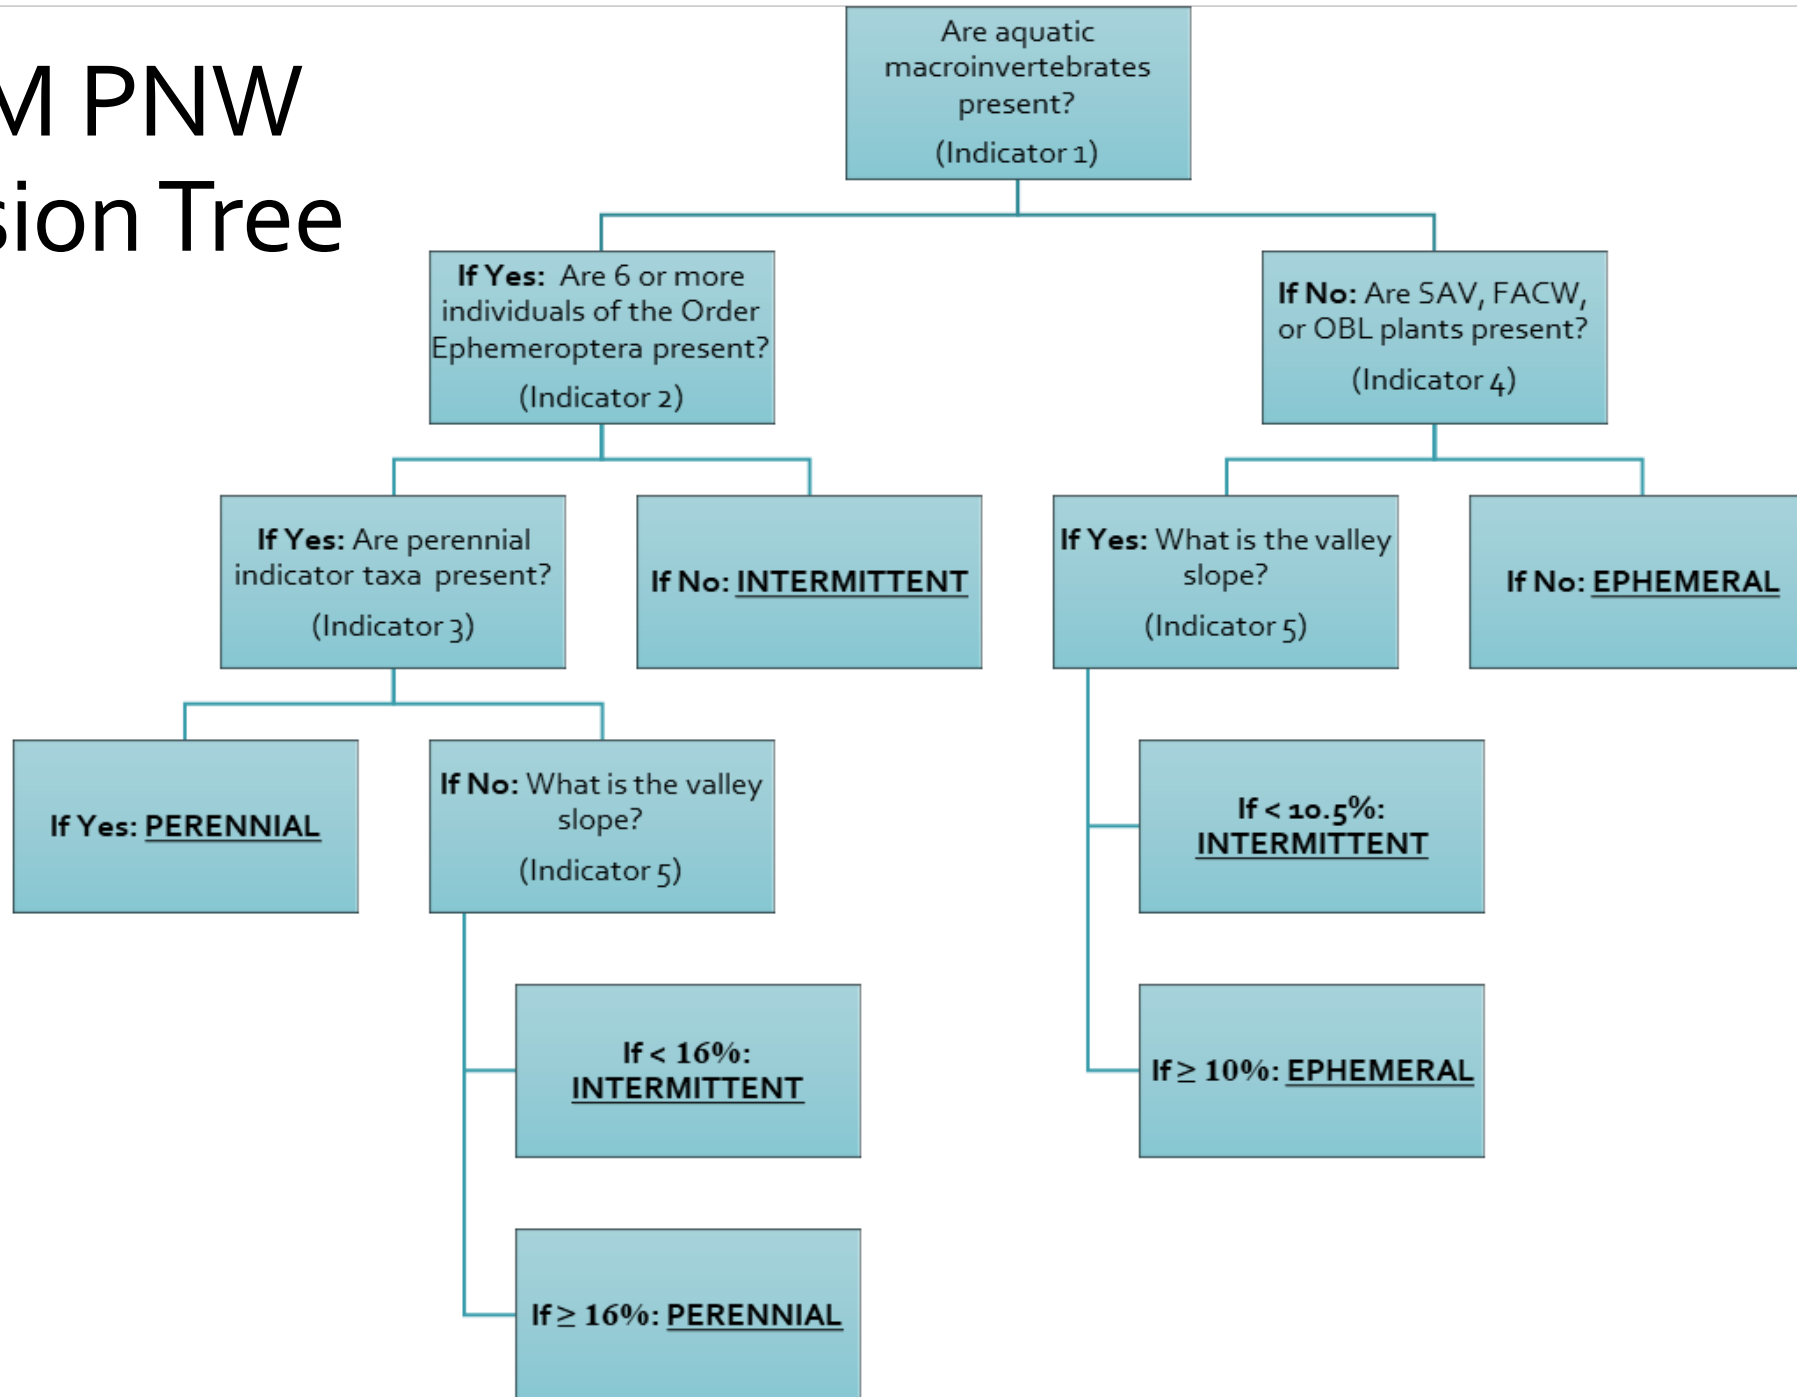 M PNW
sion Tree
Are aquatic
macroinvertebrates
present?
(Indicator 1)
If Yes: Are 6 or more
individuals of the Order
Ephemeroptera present?
(Indicator 2)
If No: Are SAV, FACW,
or OBL plants present?
(Indicator 4)
If Yes: Are perennial
indicator taxa present?
(Indicator 3)
If No: INTERMITTENT
If Yes: What is the valley
slope?
(Indicator 5)
If No: EPHEMERAL
If Yes: PERENNIAL
If No: What is the valley
slope?
(Indicator 5)
If < 10.5%:
INTERMITTENT
If < 16%:
INTERMITTENT
If ≥ 10%: EPHEMERAL
If ≥ 16%: PERENNIAL